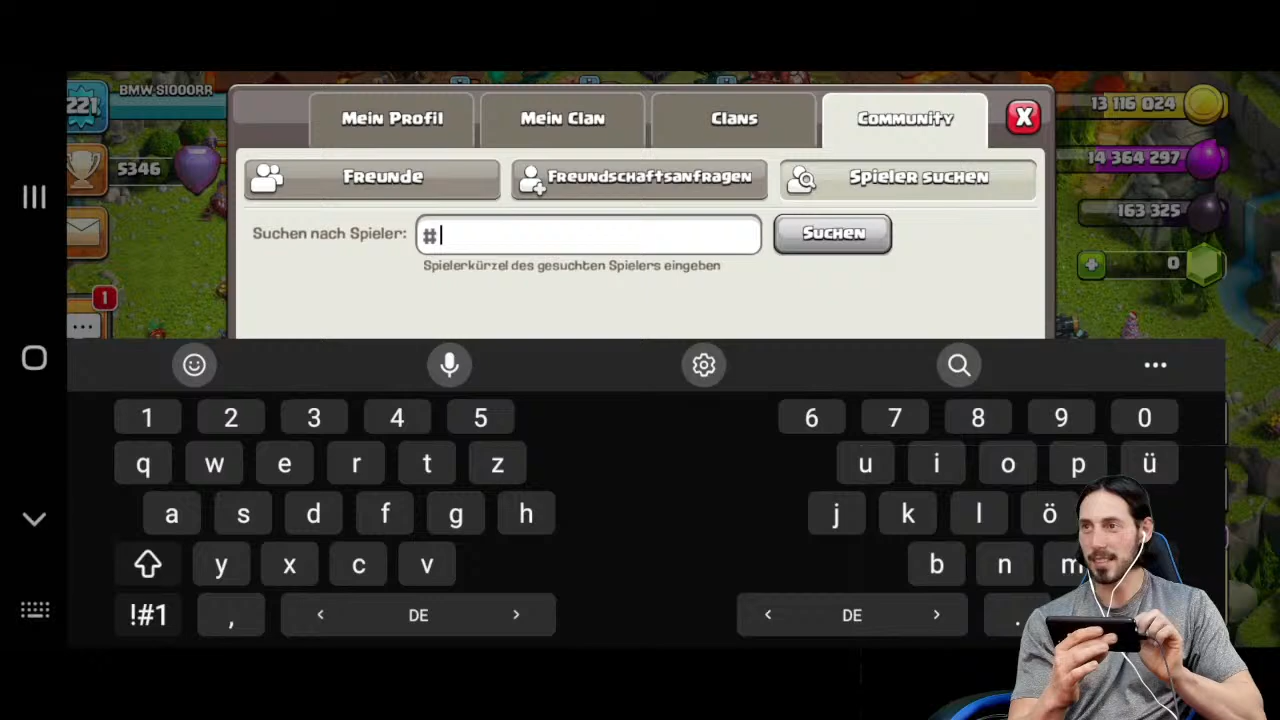 221
BMW S1000RR
5346
1
Mein Profil
Mein Clan
Clans
Community
X
13 116 024
14 364 297
163 325
0
Freunde
Freundschaftsanfragen
Spieler suchen
Suchen nach Spieler:
#
Suchen
Spielerkürzel des gesuchten Spielers eingeben
1 2 3 4 5 6 7 8 9 0
q w e r t z u i o p ü
a s d f g h j k l ö
y x c v b n m
!#1 , < DE > < DE > .